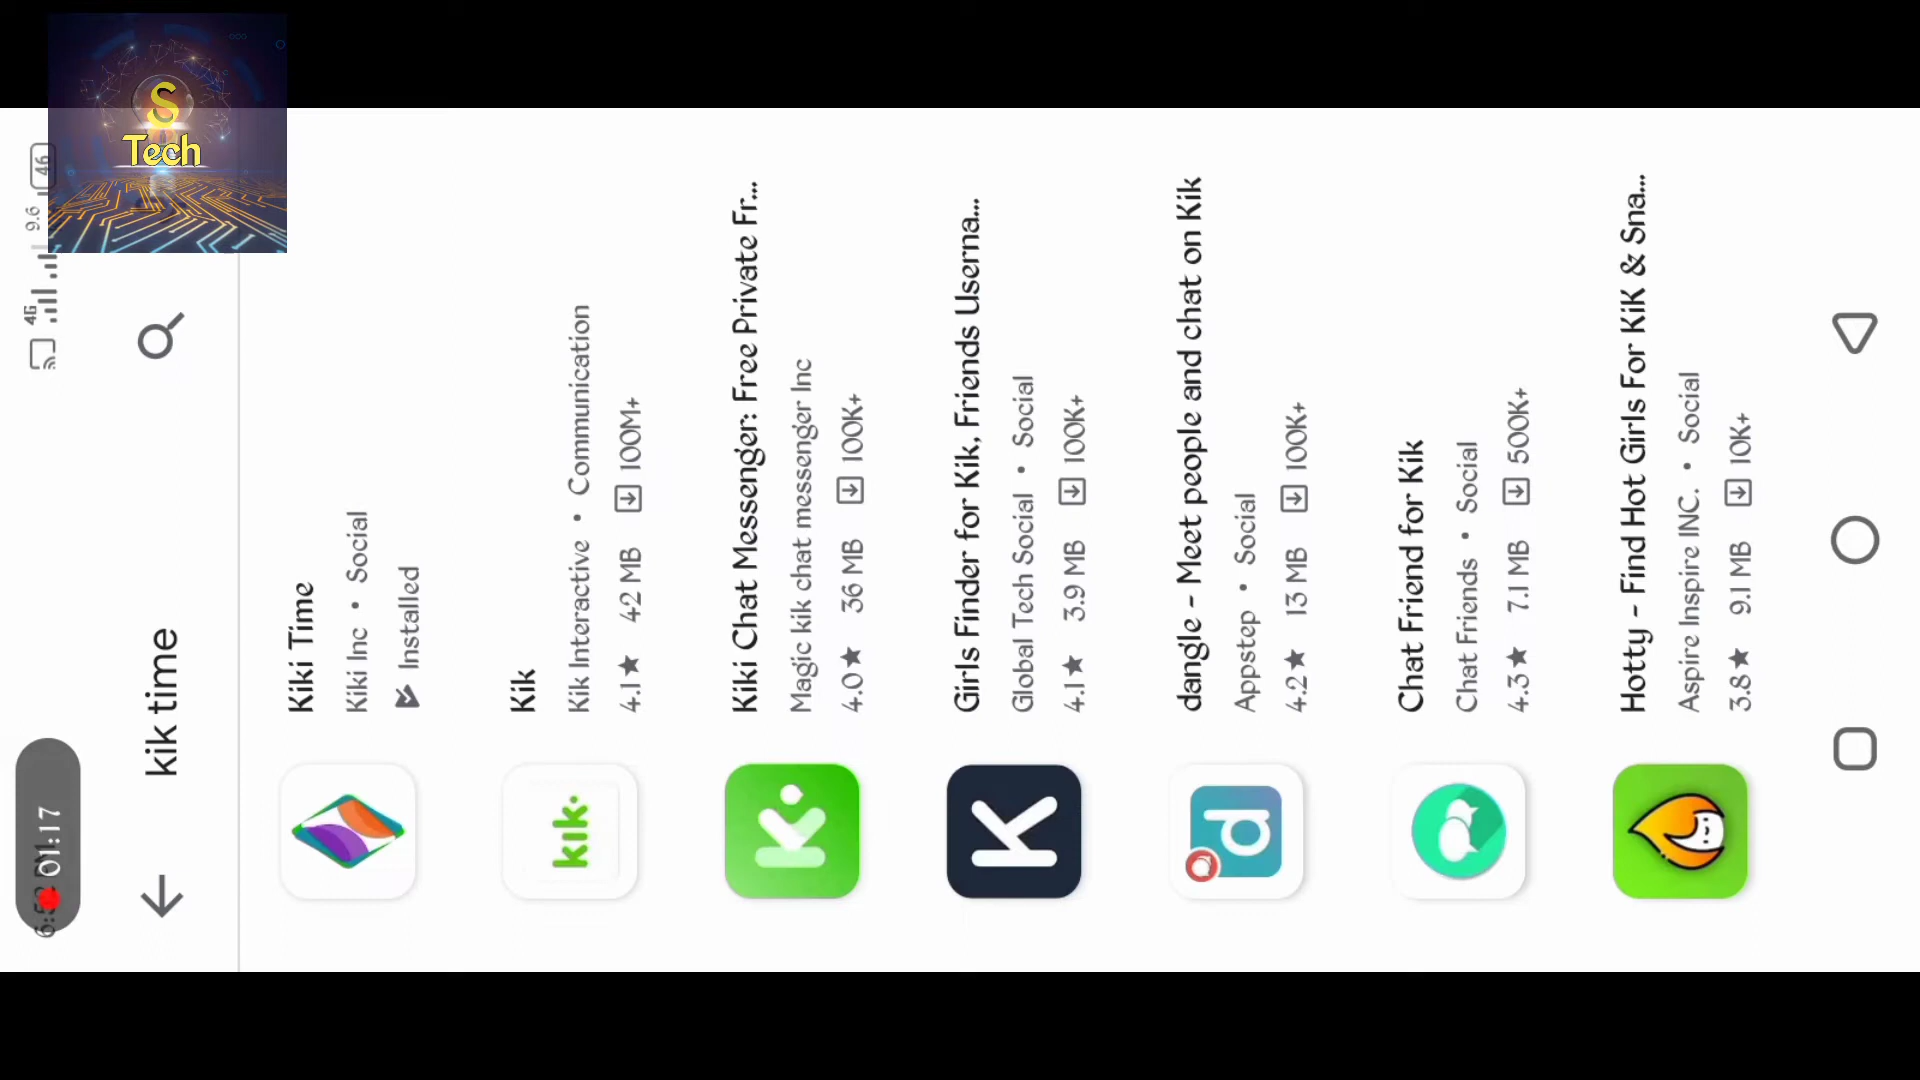 S
Tech
01:17
4G
9.6
46
kik time
Kiki Time
Kiki Inc • Social
Installed
kik.
Kik
Kik Interactive • Communication
4.1★ 42 MB 100M+
Kiki Chat Messenger: Free Private Fr...
Magic kik chat messenger Inc
4.0★ 36 MB 100K+
K
Girls Finder for Kik, Friends Userna...
Global Tech Social • Social
4.1★ 3.9 MB 100K+
d
dangle - Meet people and chat on Kik
Appstep • Social
4.2★ 13 MB 100K+
Chat Friend for Kik
Chat Friends • Social
4.3★ 7.1 MB 500K+
Hotty - Find Hot Girls For KiK & Sna...
Aspire Inspire INC. • Social
3.8★ 9.1 MB 10K+